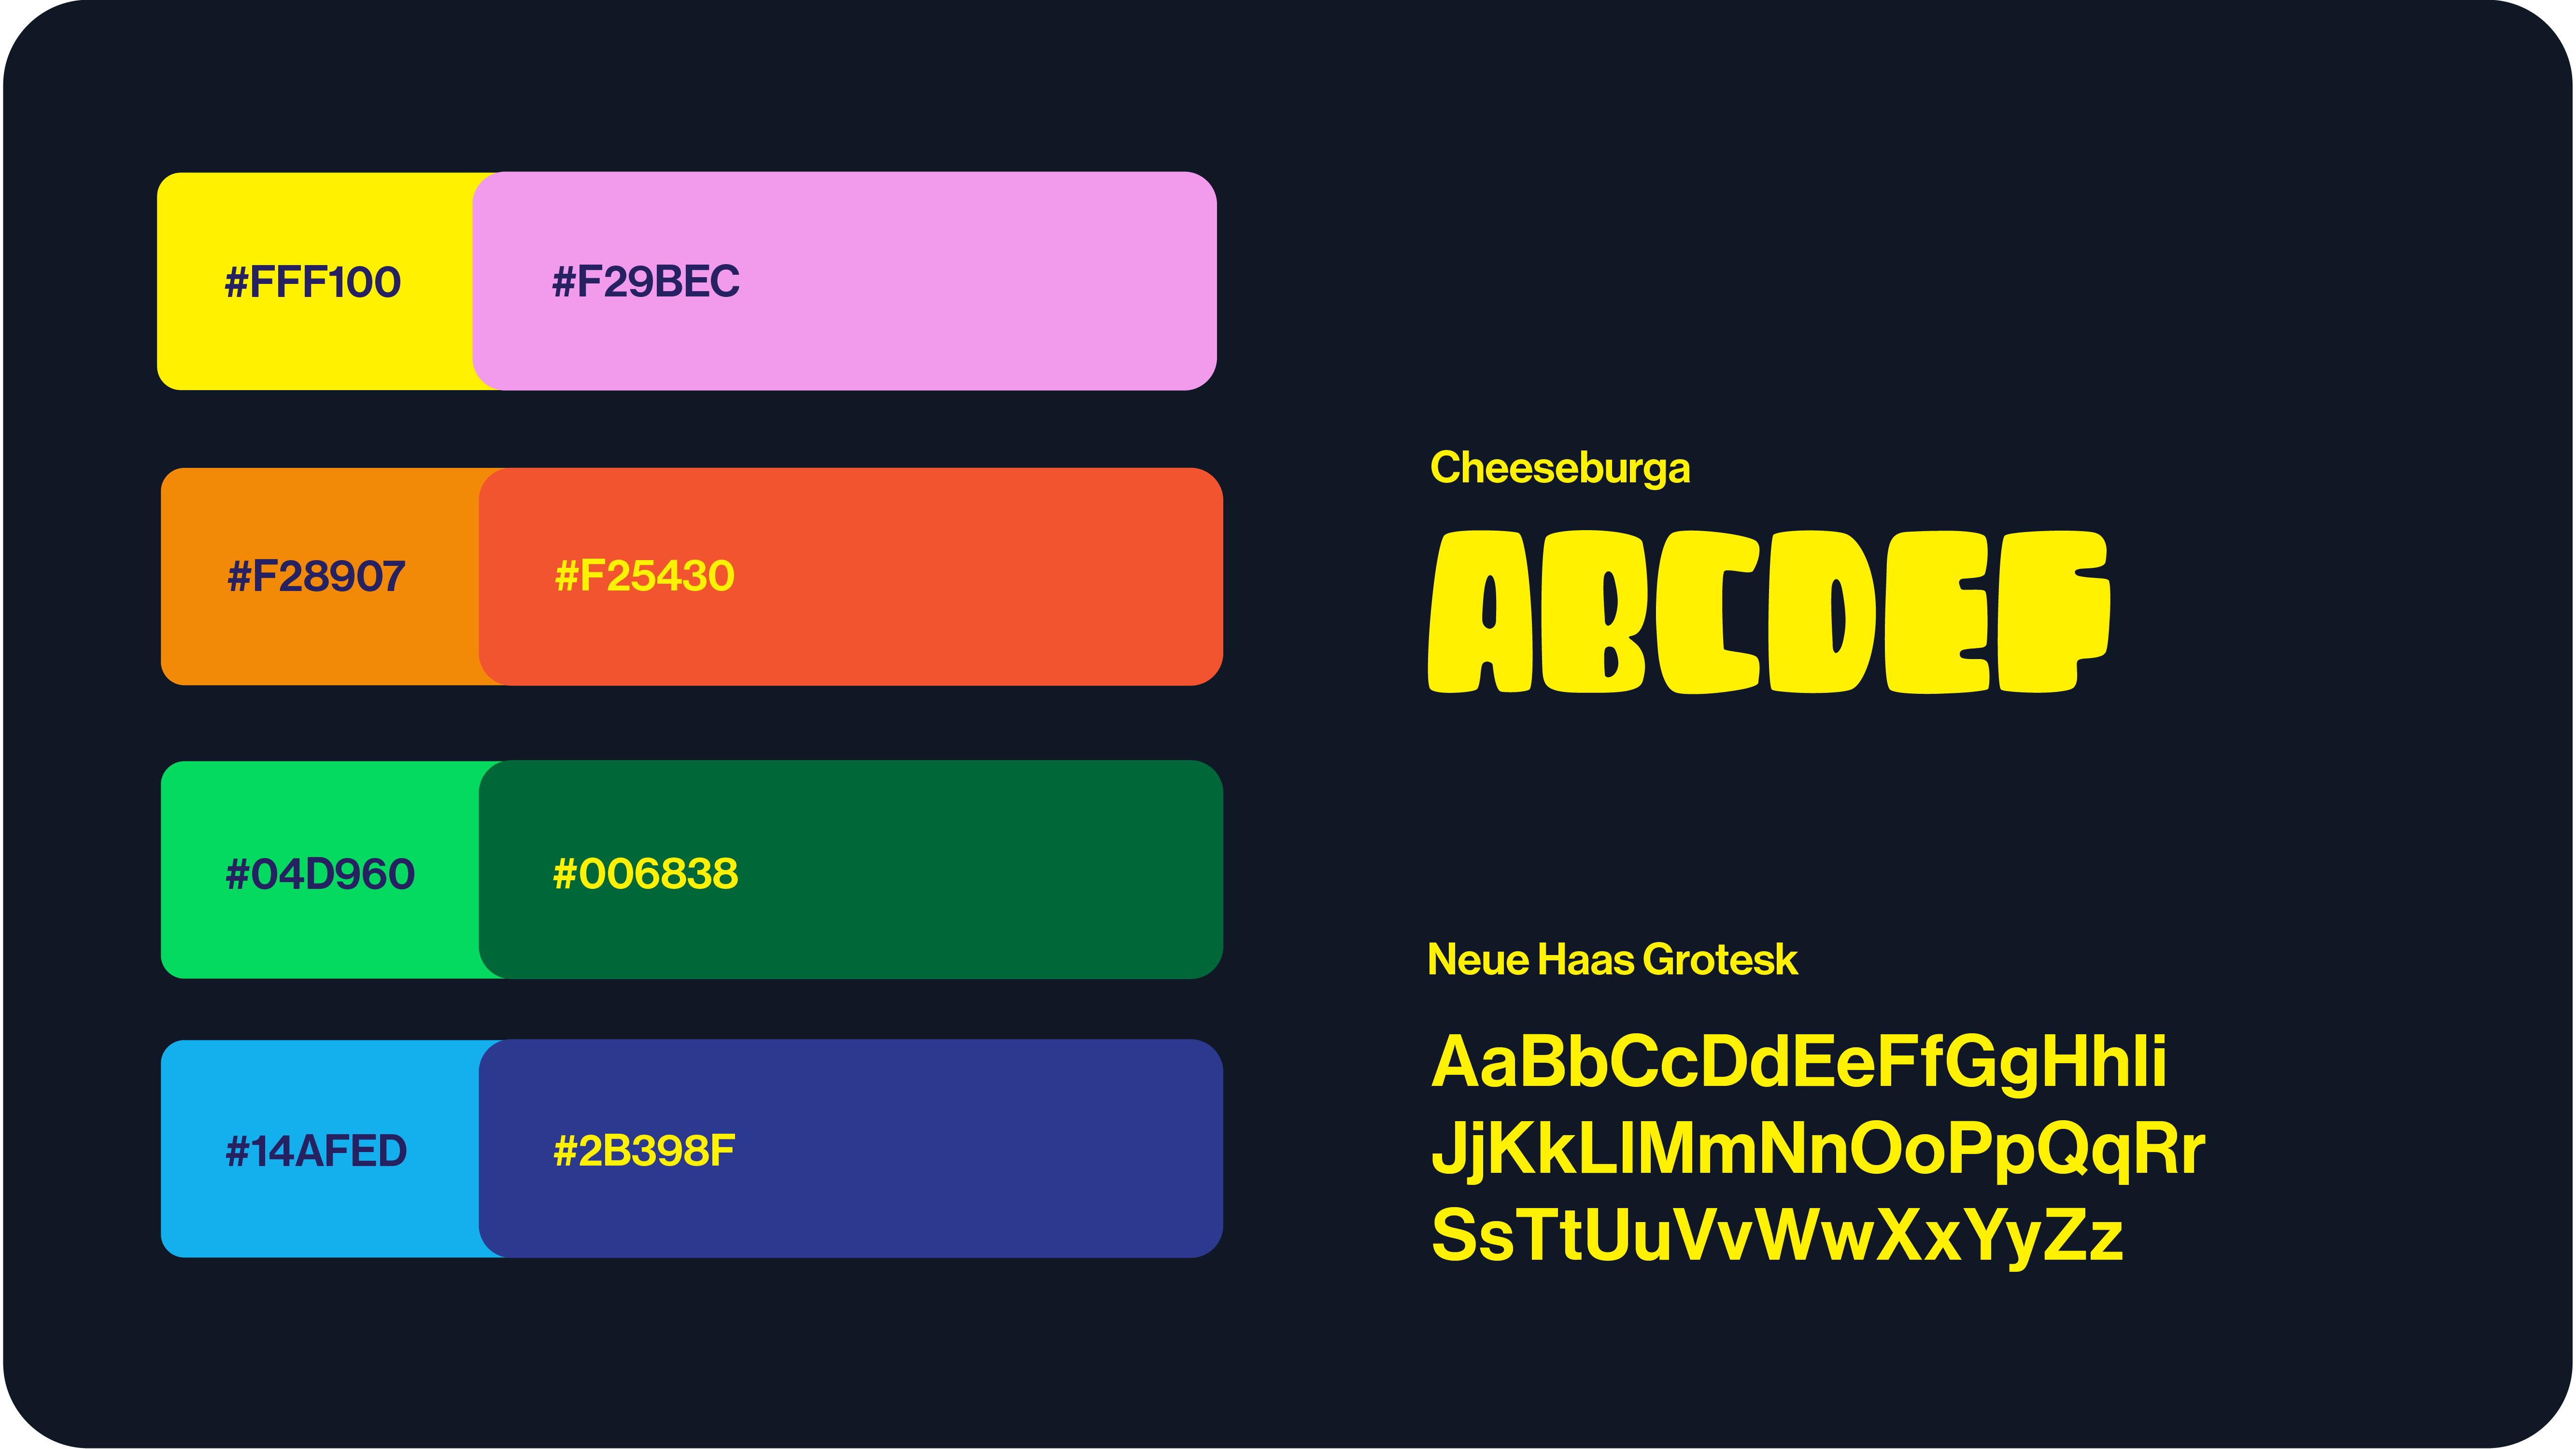 #FFF100
#F29BEC
#F28907
#F25430
#04D960
#006838
#14AFED
#2B398F
Cheeseburga
ABCDEF
Neue Haas Grotesk
AaBbCcDdEeFfGgHhIi
JjKkLlMmNnOoPpQqRr
SsTtUuVvWwXxYyZz